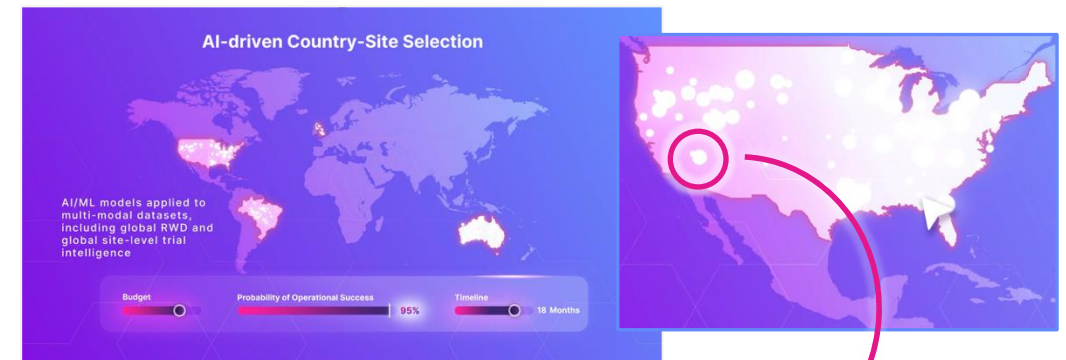 AI-driven Country-Site Selection
AI/ML models applied to
multi-modal datasets,
including global RWD and
global site-level trial
intelligence
Budget
Probability of Operational Success
95%
Timeline
18 Months